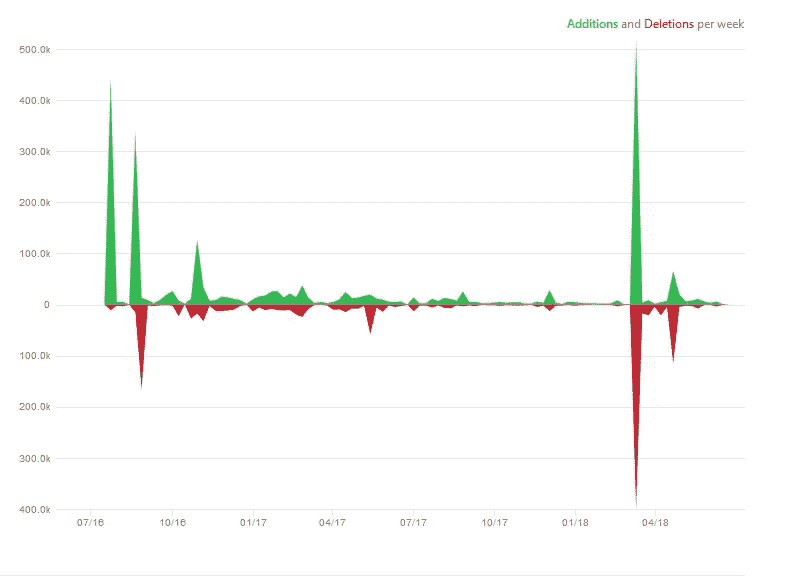 Additions and Deletions per week
500.0k
400.0k
300.0k
200.0k
100.0k
0
100.0k
200.0k
300.0k
400.0k
07/16 10/16 01/17 04/17 07/17 10/17 01/18 04/18